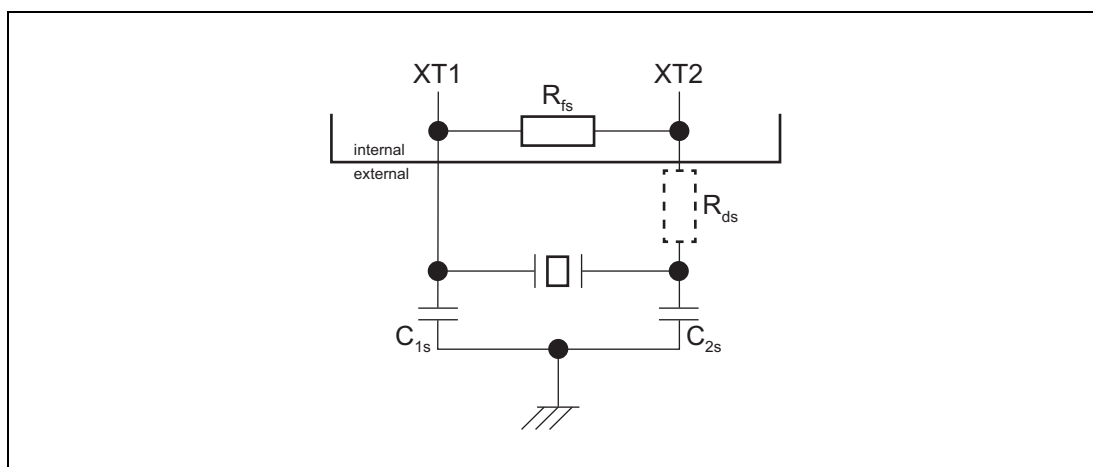 XT1
XT2
Rfs
internal
external
Rds
C1s
C2s